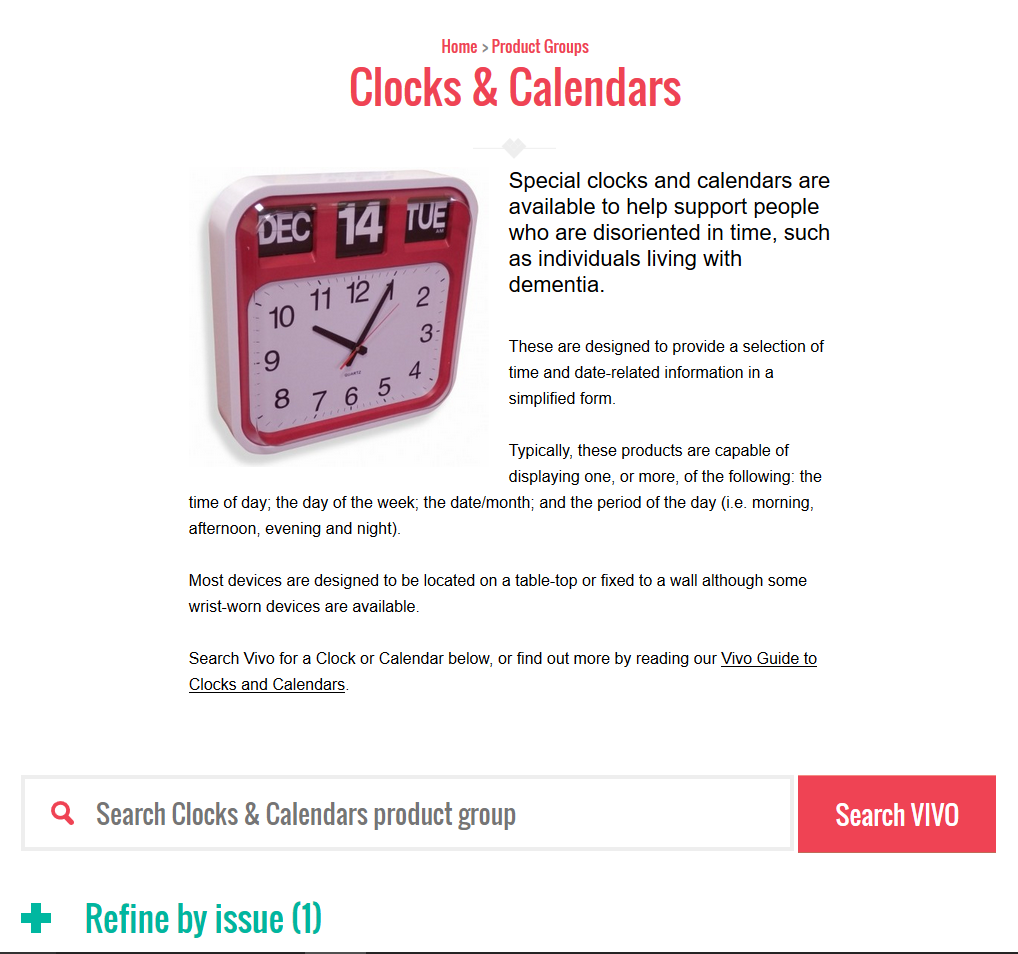 Home > Product Groups
Clocks & Calendars
DEC 14 TUE
Special clocks and calendars are
available to help support people
who are disoriented in time, such
as individuals living with
dementia.
11 12 1
10 2
9 3
8 4
7 6 5
QUARTZ
These are designed to provide a selection of
time and date-related information in a
simplified form.
Typically, these products are capable of
displaying one, or more, of the following: the
time of day; the day of the week; the date/month; and the period of the day (i.e. morning,
afternoon, evening and night).
Most devices are designed to be located on a table-top or fixed to a wall although some
wrist-worn devices are available.
Search Vivo for a Clock or Calendar below, or find out more by reading our Vivo Guide to
Clocks and Calendars.
Search Clocks & Calendars product group
Search VIVO
Refine by issue (1)